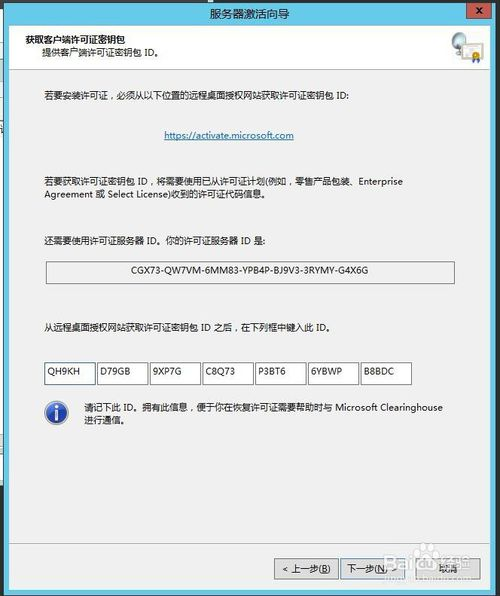 服务器激活向导
获取客户端许可证密钥包
提供客户端许可证密钥包 ID。
若要安装许可证，必须从以下位置的远程桌面授权网站获取许可证密钥包 ID:
https://activate.microsoft.com
若要获取许可证密钥包 ID，将需要使用已从许可证计划(例如，零售产品包装、Enterprise
Agreement 或 Select License)收到的许可证代码信息。
还需要使用许可证服务器 ID。你的许可证服务器 ID 是:
CGX73-QW7VM-6MM83-YPB4P-BJ9V3-3RYMY-G4X6G
从远程桌面授权网站获取许可证密钥包 ID 之后，在下列框中键入此 ID。
QH9KH D79GB 9XP7G C8Q73 P3BT6 6YBWP B8BDC
请记下此 ID。拥有此信息，便于你在恢复许可证需要帮助时与 Microsoft Clearinghouse
进行通信。
< 上一步(B) 下一步(N) > 取消
Baidu经验